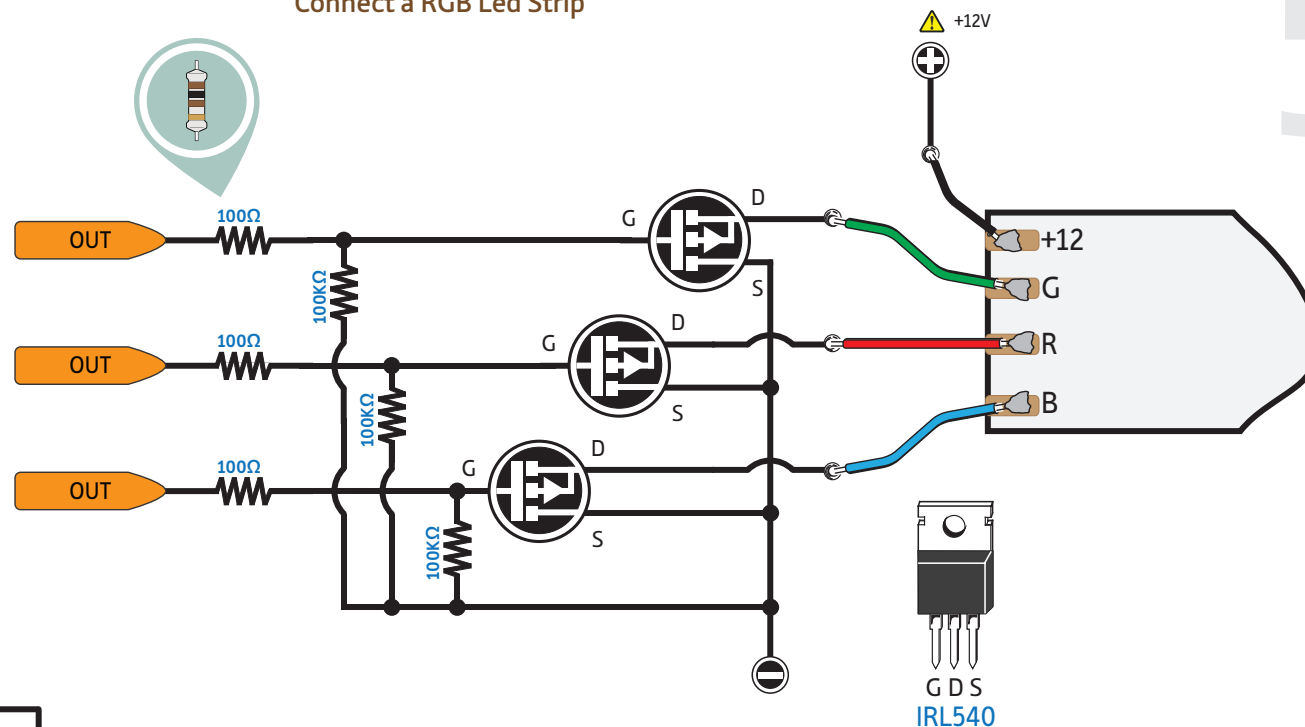 Connect a RGB Led Strip
+12V
100Ω
OUT
G
D
S
100KΩ
+12
G
100Ω
OUT
G
D
S
100KΩ
R
100Ω
OUT
G
D
S
100KΩ
B
G D S
IRL540